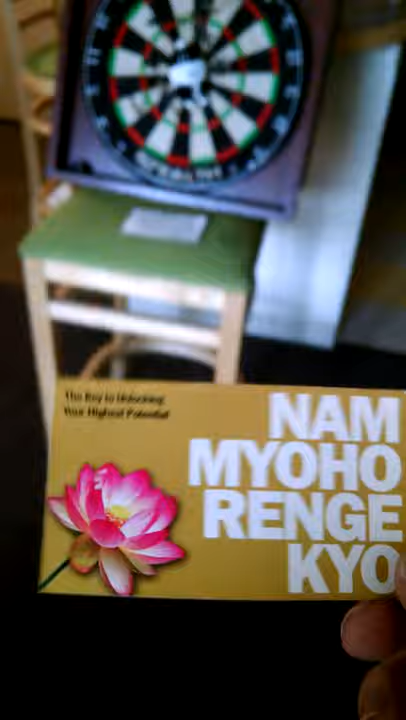 The Key to Unlocking
Your Highest Potential
NAM
MYOHO
RENGE
KYO